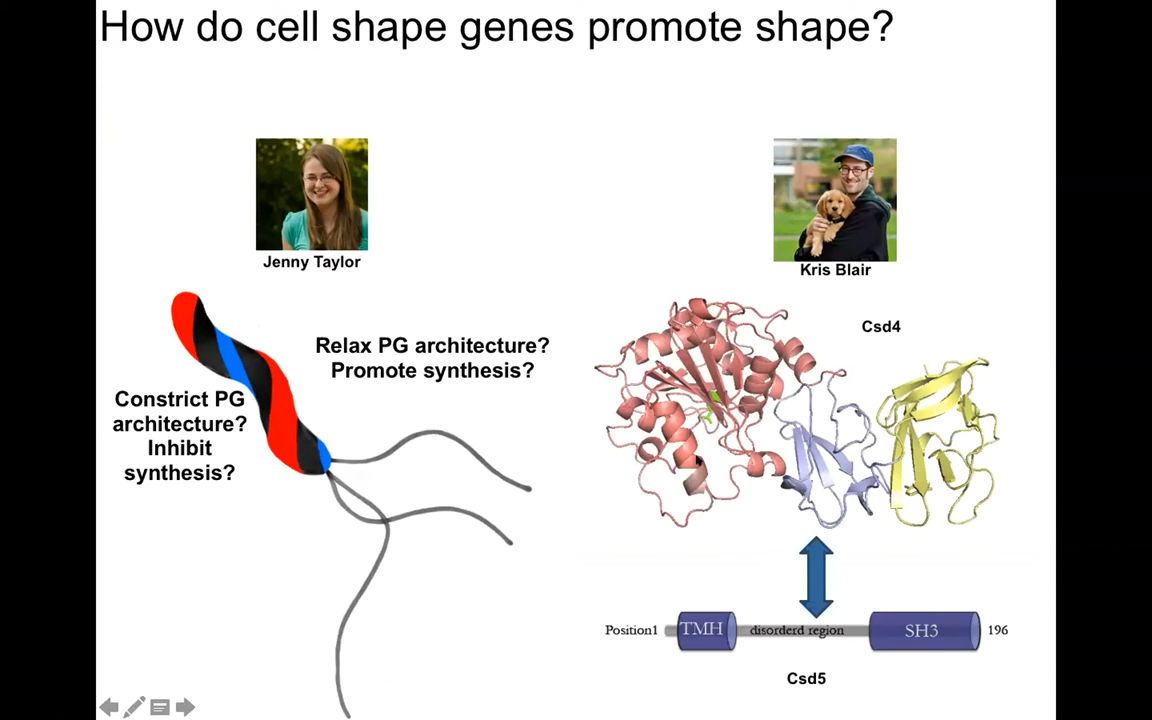 How do cell shape genes promote shape?
Jenny Taylor
Kris Blair
Relax PG architecture?
Promote synthesis?
Constrict PG
architecture?
Inhibit
synthesis?
Csd4
Position1 TMH disorderd region SH3 196
Csd5